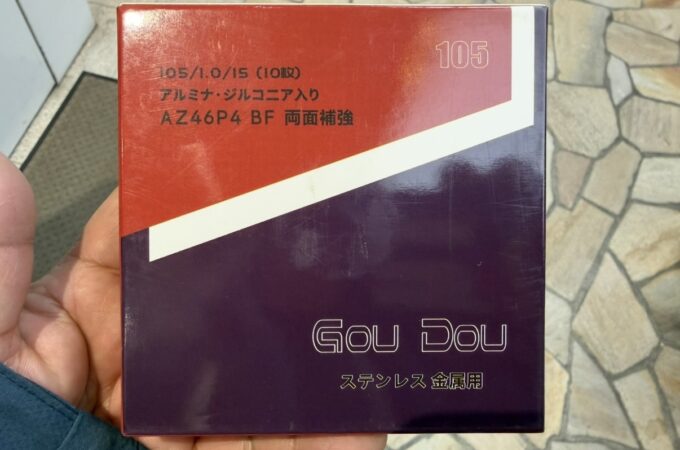 105
105/1.0/15 (10枚)
アルミナ・ジルコニア入り
AZ46P4 BF 両面補強
Gou Dou
ステンレス 金属用